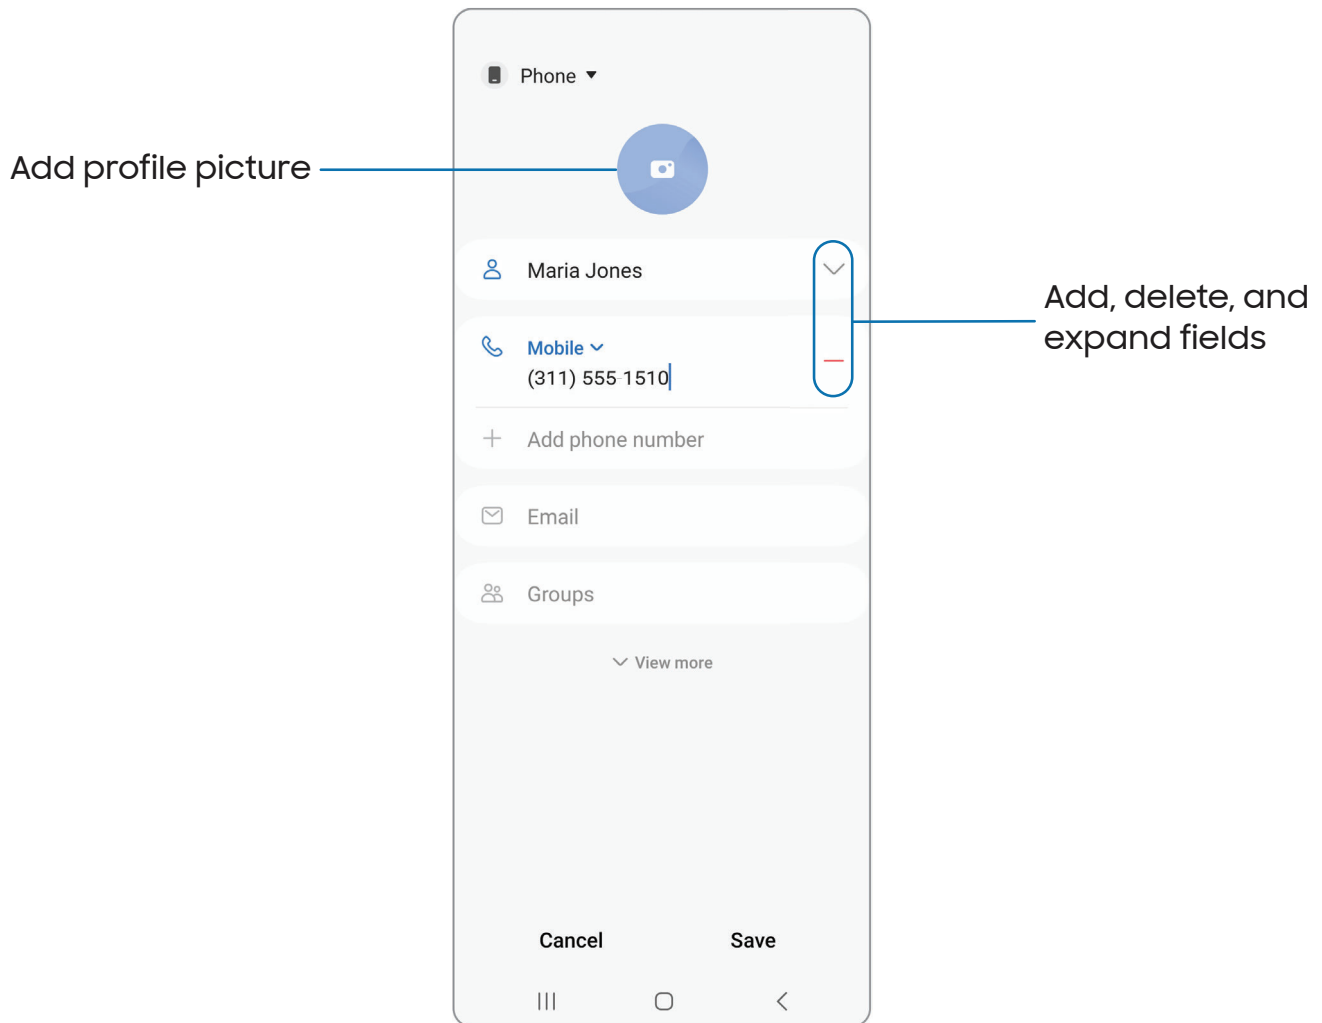 Phone
Add profile picture
Maria Jones
Add, delete, and
expand fields
Mobile
(311) 555-1510
Add phone number
Email
Groups
View more
Cancel
Save